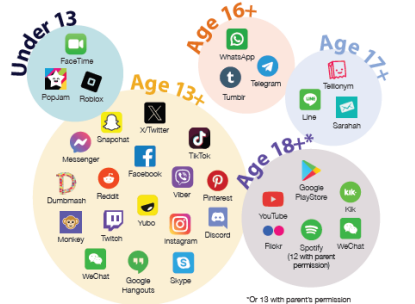 Under 13
FaceTime
PopJam
Roblox
Age 16+
WhatsApp
Tumblr
Telegram
Age 17+
Tellonym
Line
Sarahah
Age 13+
Snapchat
X/Twitter
TikTok
Messenger
Facebook
Dumbmash
Reddit
Viber
Pinterest
Monkey
Twitch
Yubo
Instagram
Discord
WeChat
Google
Hangouts
Skype
Age 18+*
Google
PlayStore
Kik
YouTube
Flickr
Spotify
(12 with parent
permission)
WeChat
*Or 13 with parent's permission